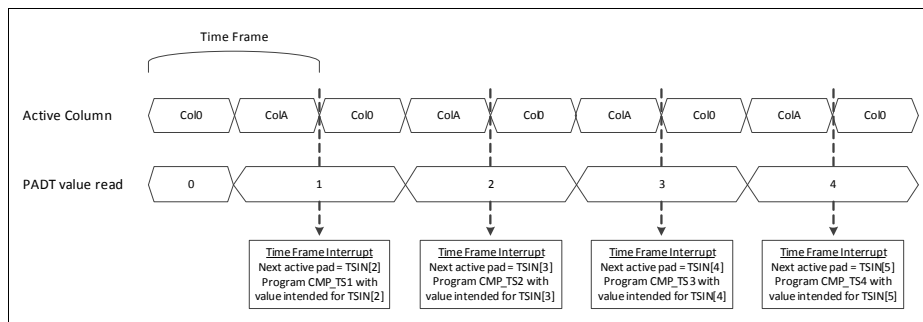 Time Frame
Active Column
Col0 ColA Col0 ColA Col0 ColA Col0 ColA Col0
PADT value read
0 1 2 3 4
Time Frame Interrupt
Next active pad = TSIN[2]
Program CMP_TS1 with
value intended for TSIN[2]
Time Frame Interrupt
Next active pad = TSIN[3]
Program CMP_TS2 with
value intended for TSIN[3]
Time Frame Interrupt
Next active pad = TSIN[4]
Program CMP_TS3 with
value intended for TSIN[4]
Time Frame Interrupt
Next active pad = TSIN[5]
Program CMP_TS4 with
value intended for TSIN[5]